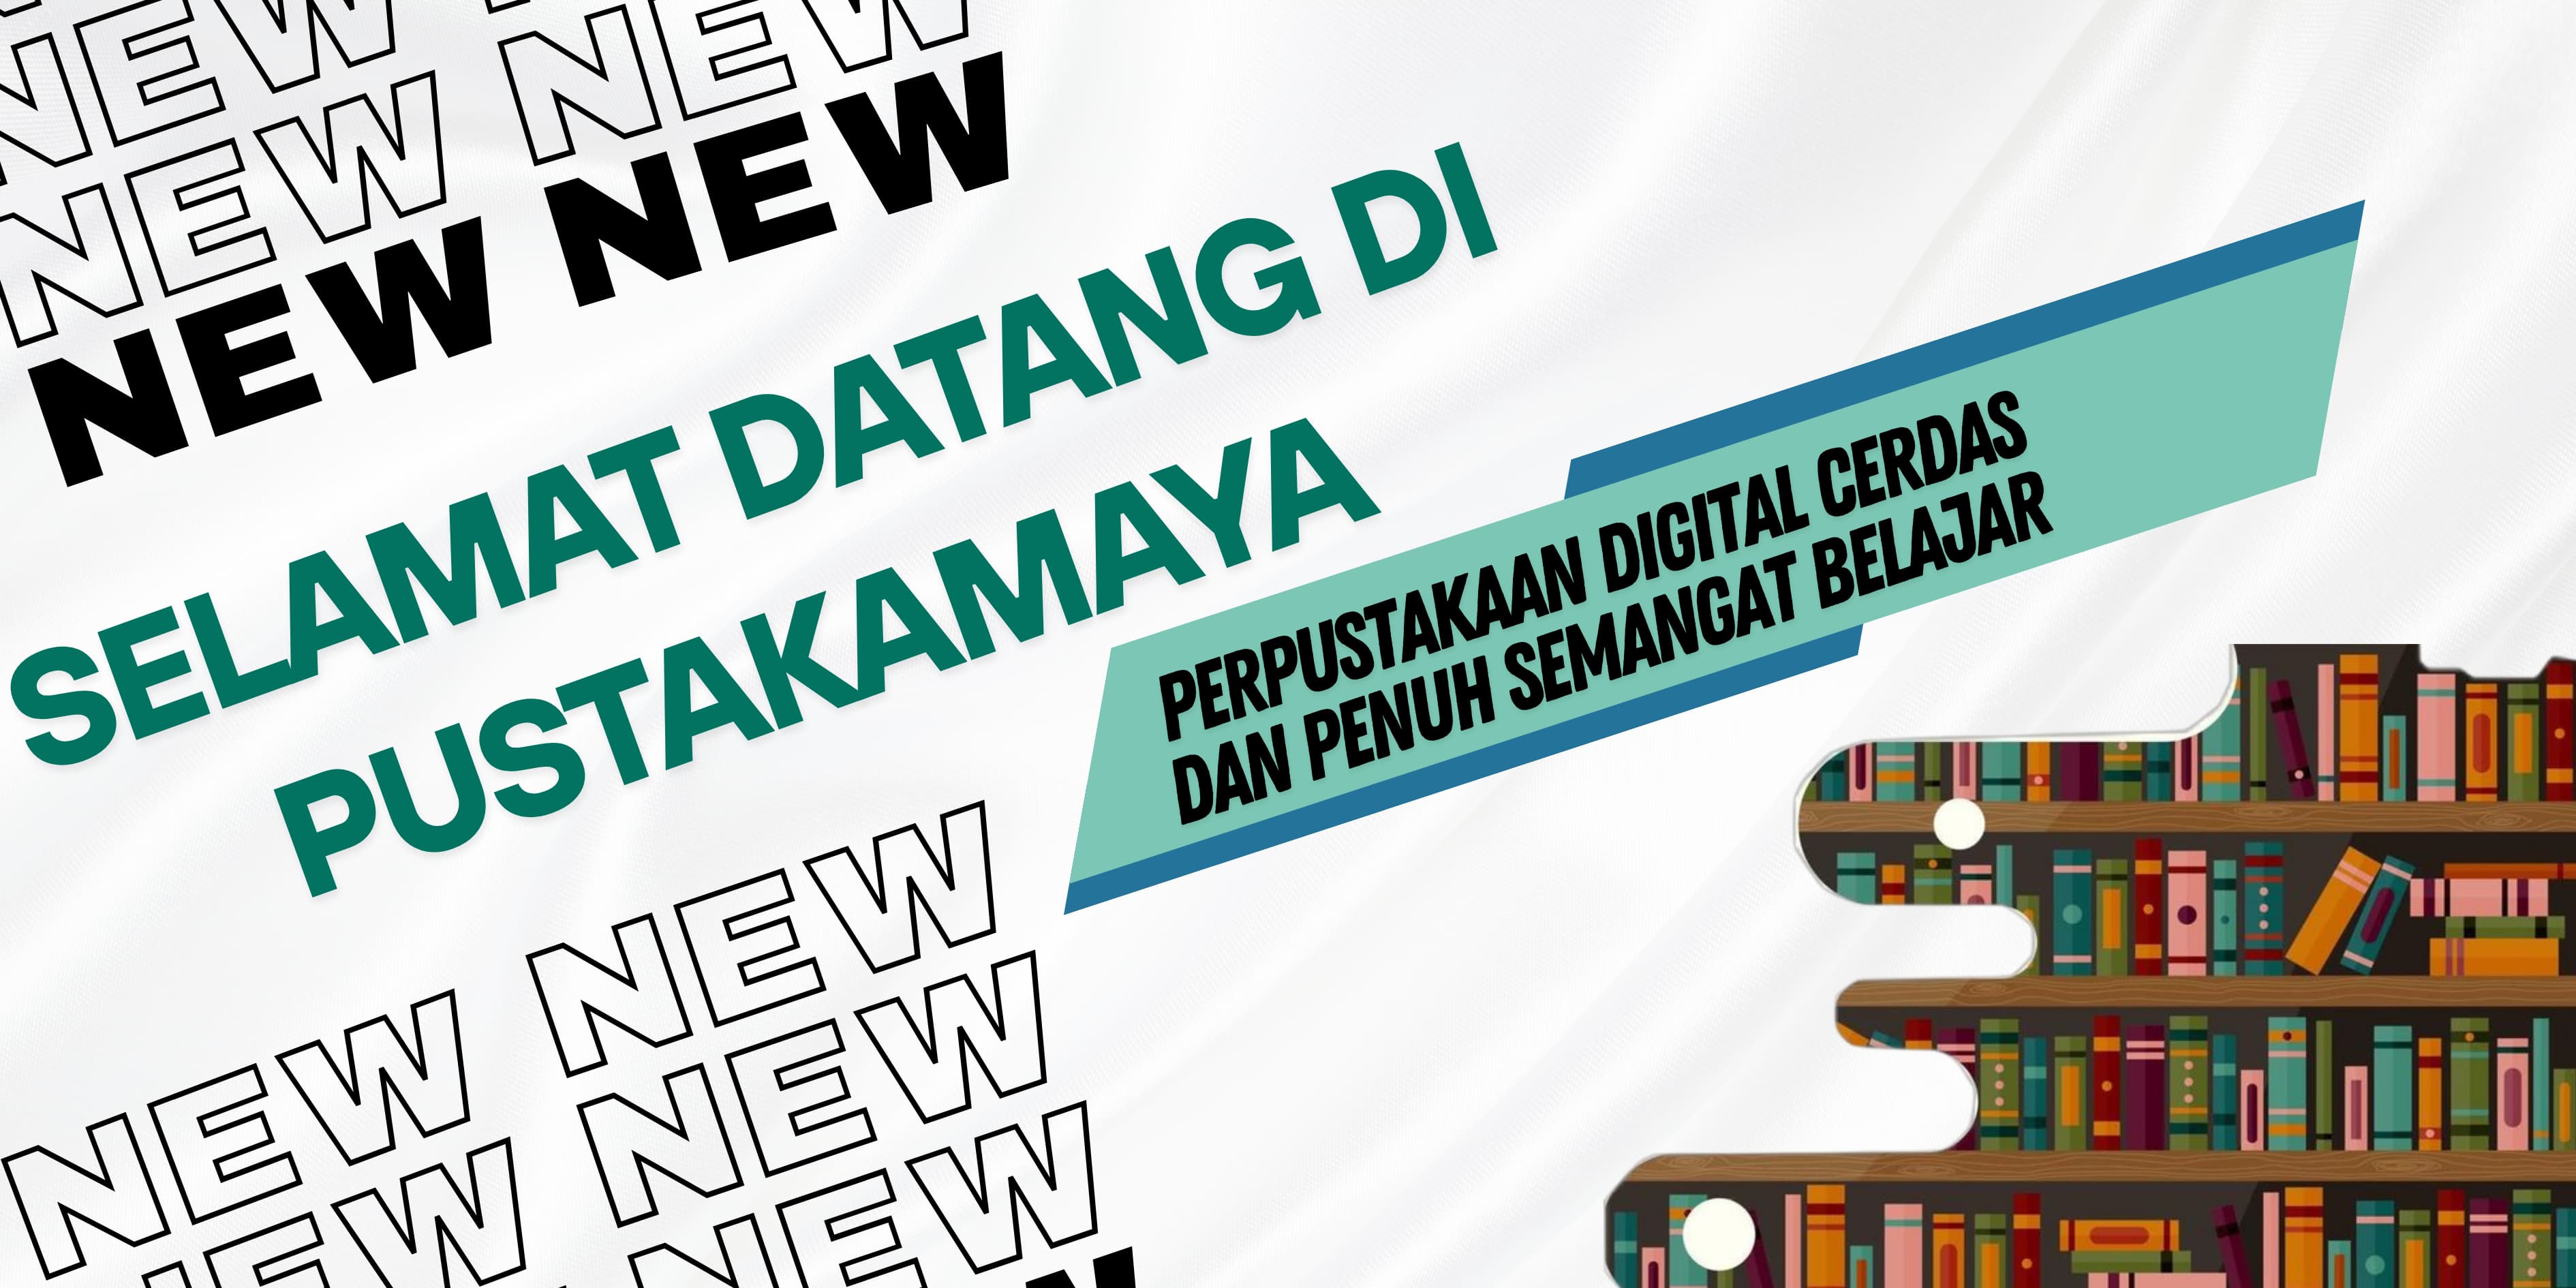 NEW NEW
NEW NEW
NEW NEW
SELAMAT DATANG DI
PUSTAKAMAYA
PERPUSTAKAAN DIGITAL CERDAS
DAN PENUH SEMANGAT BELAJAR
NEW NEW
NEW NEW
NEW